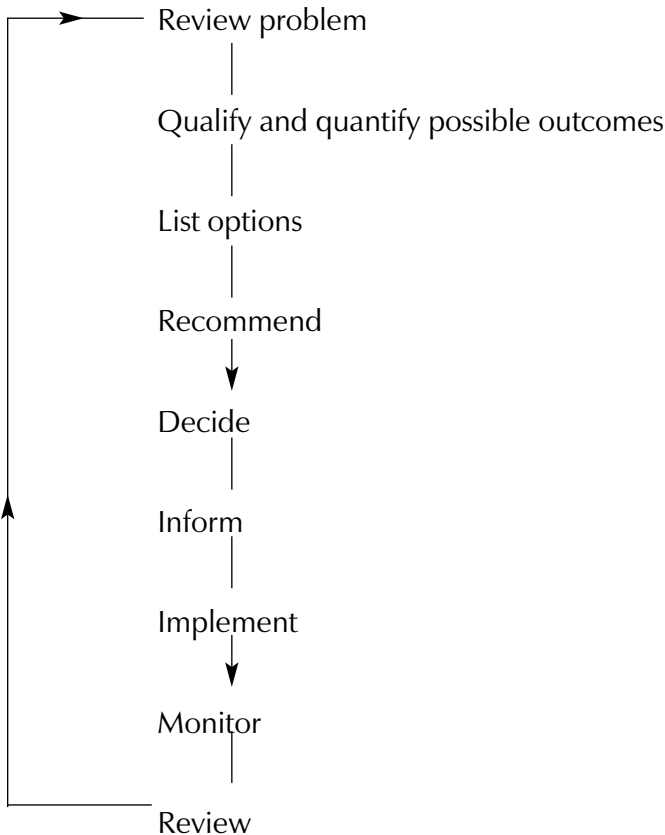 Review problem
Qualify and quantify possible outcomes
List options
Recommend
Decide
Inform
Implement
Monitor
Review